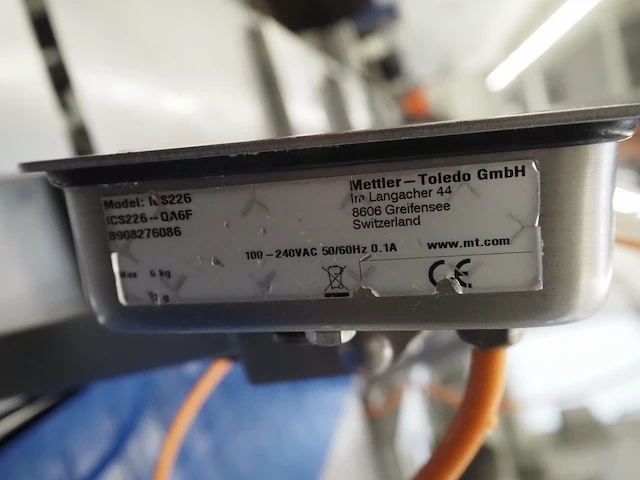 Model: ICS226
ICS226-QA6F
B908276086
Mettler-Toledo GmbH
Im Langacher 44
8606 Greifensee
Switzerland
100-240VAC 50/60Hz 0.1A
www.mt.com
Max 6 kg
g
CE